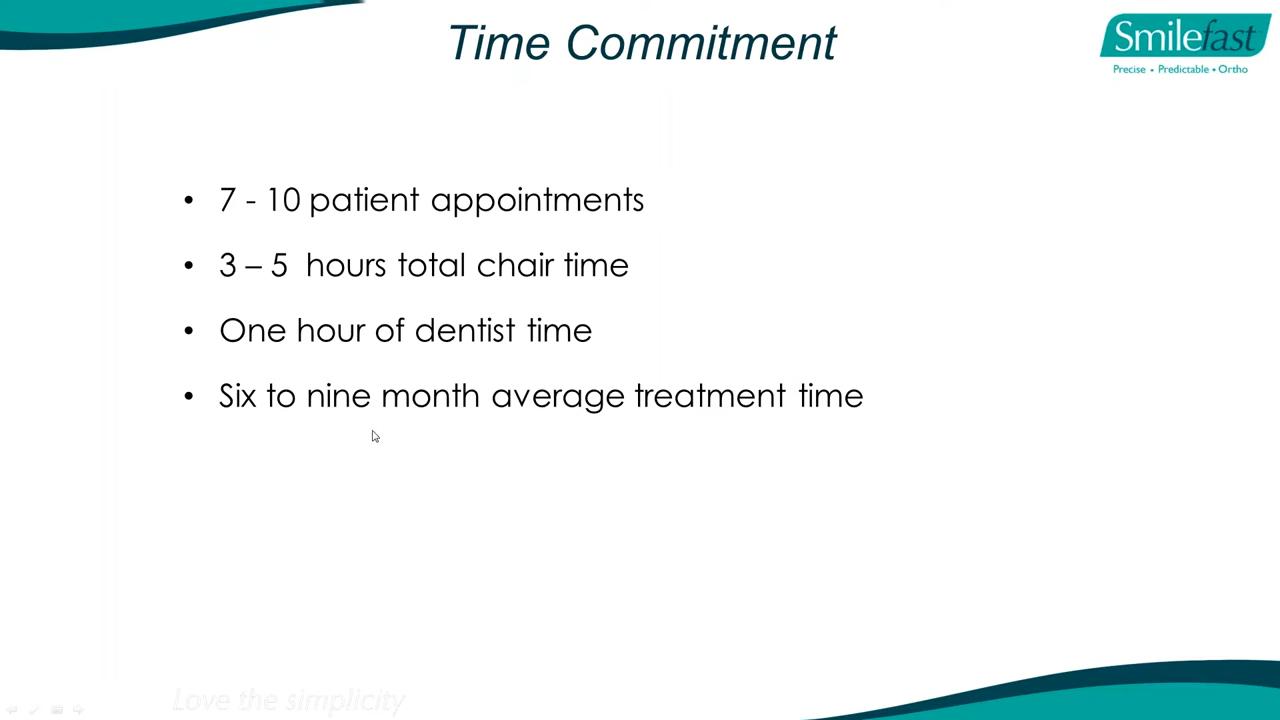 Time Commitment
Smilefast
Precise • Predictable • Ortho
• 7 - 10 patient appointments
• 3 – 5 hours total chair time
• One hour of dentist time
• Six to nine month average treatment time
Love the simplicity